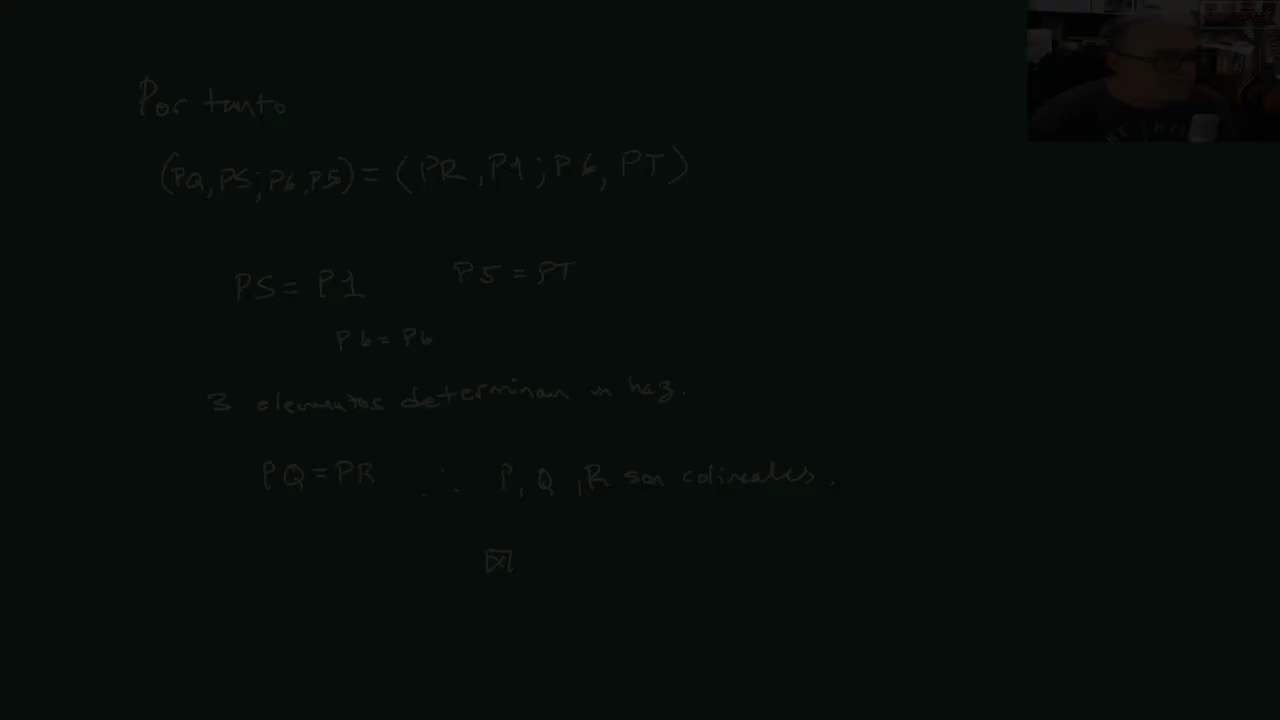 Por tanto
(PQ, PS; P6, P5) = (PR, P1; P6, PT)
PS = P1 P5 = PT
P6 = P6
3 elementos determinan un haz.
PQ = PR ∴ P, Q, R son colineales.